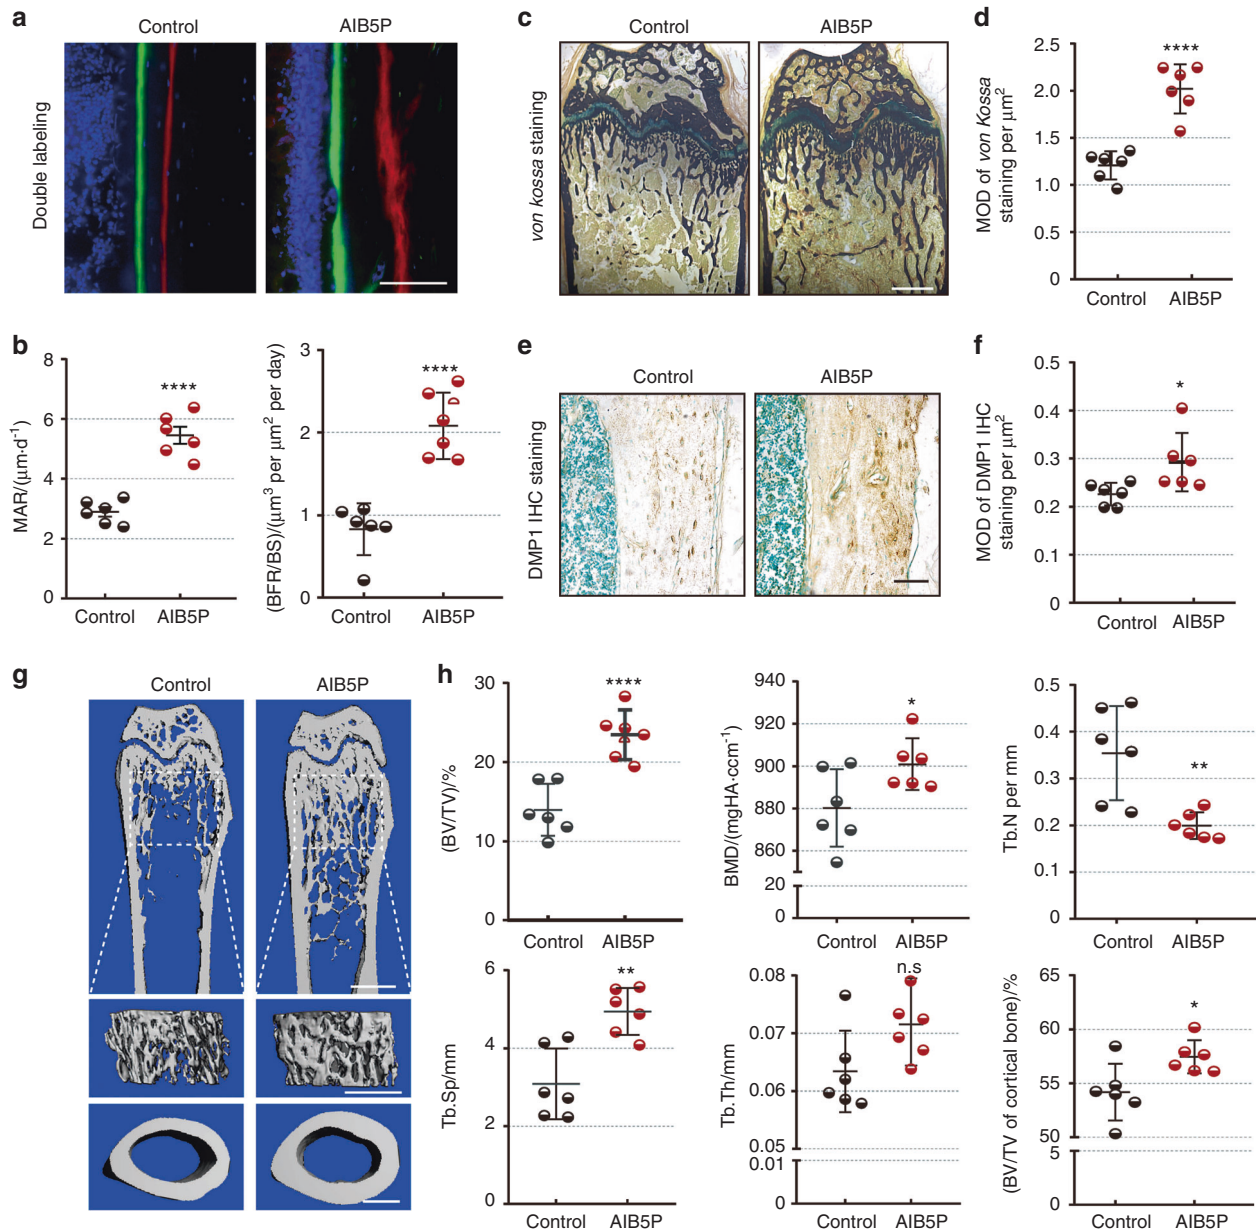 a
Control
AIB5P
Double labeling
b
8
6
4
2
0
MAR/(μm·d-1)
****
Control
AIB5P
3
2
1
0
(BFR/BS)/(μm3 per μm2 per day)
****
Control
AIB5P
c
Control
AIB5P
von kossa staining
d
2.5
2.0
1.5
1.0
0.5
0
MOD of von Kossa
staining per μm2
****
Control
AIB5P
e
Control
AIB5P
DMP1 IHC staining
f
0.5
0.4
0.3
0.2
0.1
0
MOD of DMP1 IHC
staining per μm2
*
Control
AIB5P
g
Control
AIB5P
h
30
20
10
0
(BV/TV)/%
****
Control
AIB5P
940
920
900
880
860
20
0
BMD/(mgHA·ccm-1)
*
Control
AIB5P
0.5
0.4
0.3
0.2
0.1
0
Tb.N per mm
**
Control
AIB5P
6
4
2
0
Tb.Sp/mm
**
Control
AIB5P
0.08
0.07
0.06
0.05
0.01
0
Tb.Th/mm
n.s
Control
AIB5P
65
60
55
50
5
0
(BV/TV of cortical bone)/%
*
Control
AIB5P